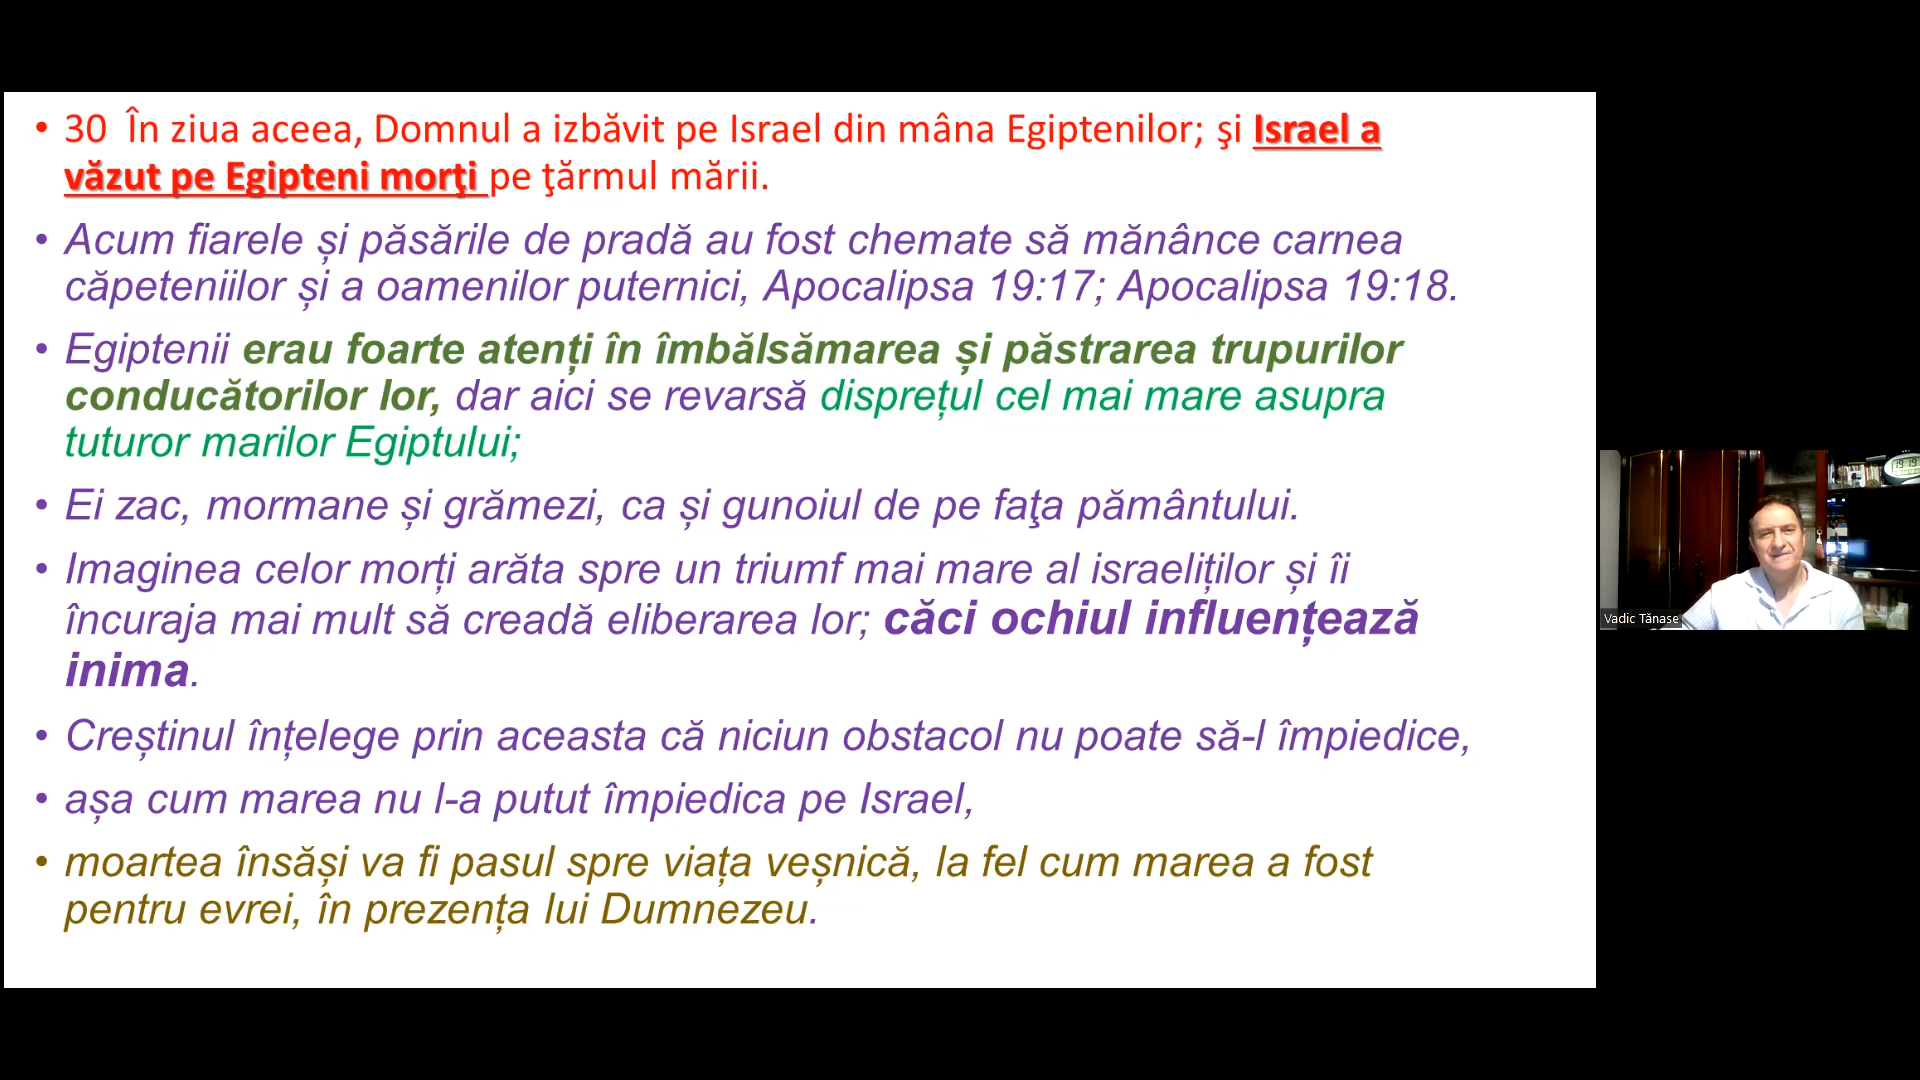 • 30 În ziua aceea, Domnul a izbăvit pe Israel din mâna Egiptenilor; şi Israel a
văzut pe Egipteni morţi pe ţărmul mării.
• Acum fiarele și păsările de pradă au fost chemate să mănânce carnea
căpeteniilor și a oamenilor puternici, Apocalipsa 19:17; Apocalipsa 19:18.
• Egiptenii erau foarte atenți în îmbălsămarea și păstrarea trupurilor
conducătorilor lor, dar aici se revarsă disprețul cel mai mare asupra
tuturor marilor Egiptului;
• Ei zac, mormane și grămezi, ca și gunoiul de pe faţa pământului.
• Imaginea celor morți arăta spre un triumf mai mare al israeliților și îi
încuraja mai mult să creadă eliberarea lor; căci ochiul influențează
inima.
• Creștinul înțelege prin aceasta că niciun obstacol nu poate să-l împiedice,
• așa cum marea nu l-a putut împiedica pe Israel,
• moartea însăși va fi pasul spre viața veșnică, la fel cum marea a fost
pentru evrei, în prezența lui Dumnezeu.
19:19
Vadic Tănase